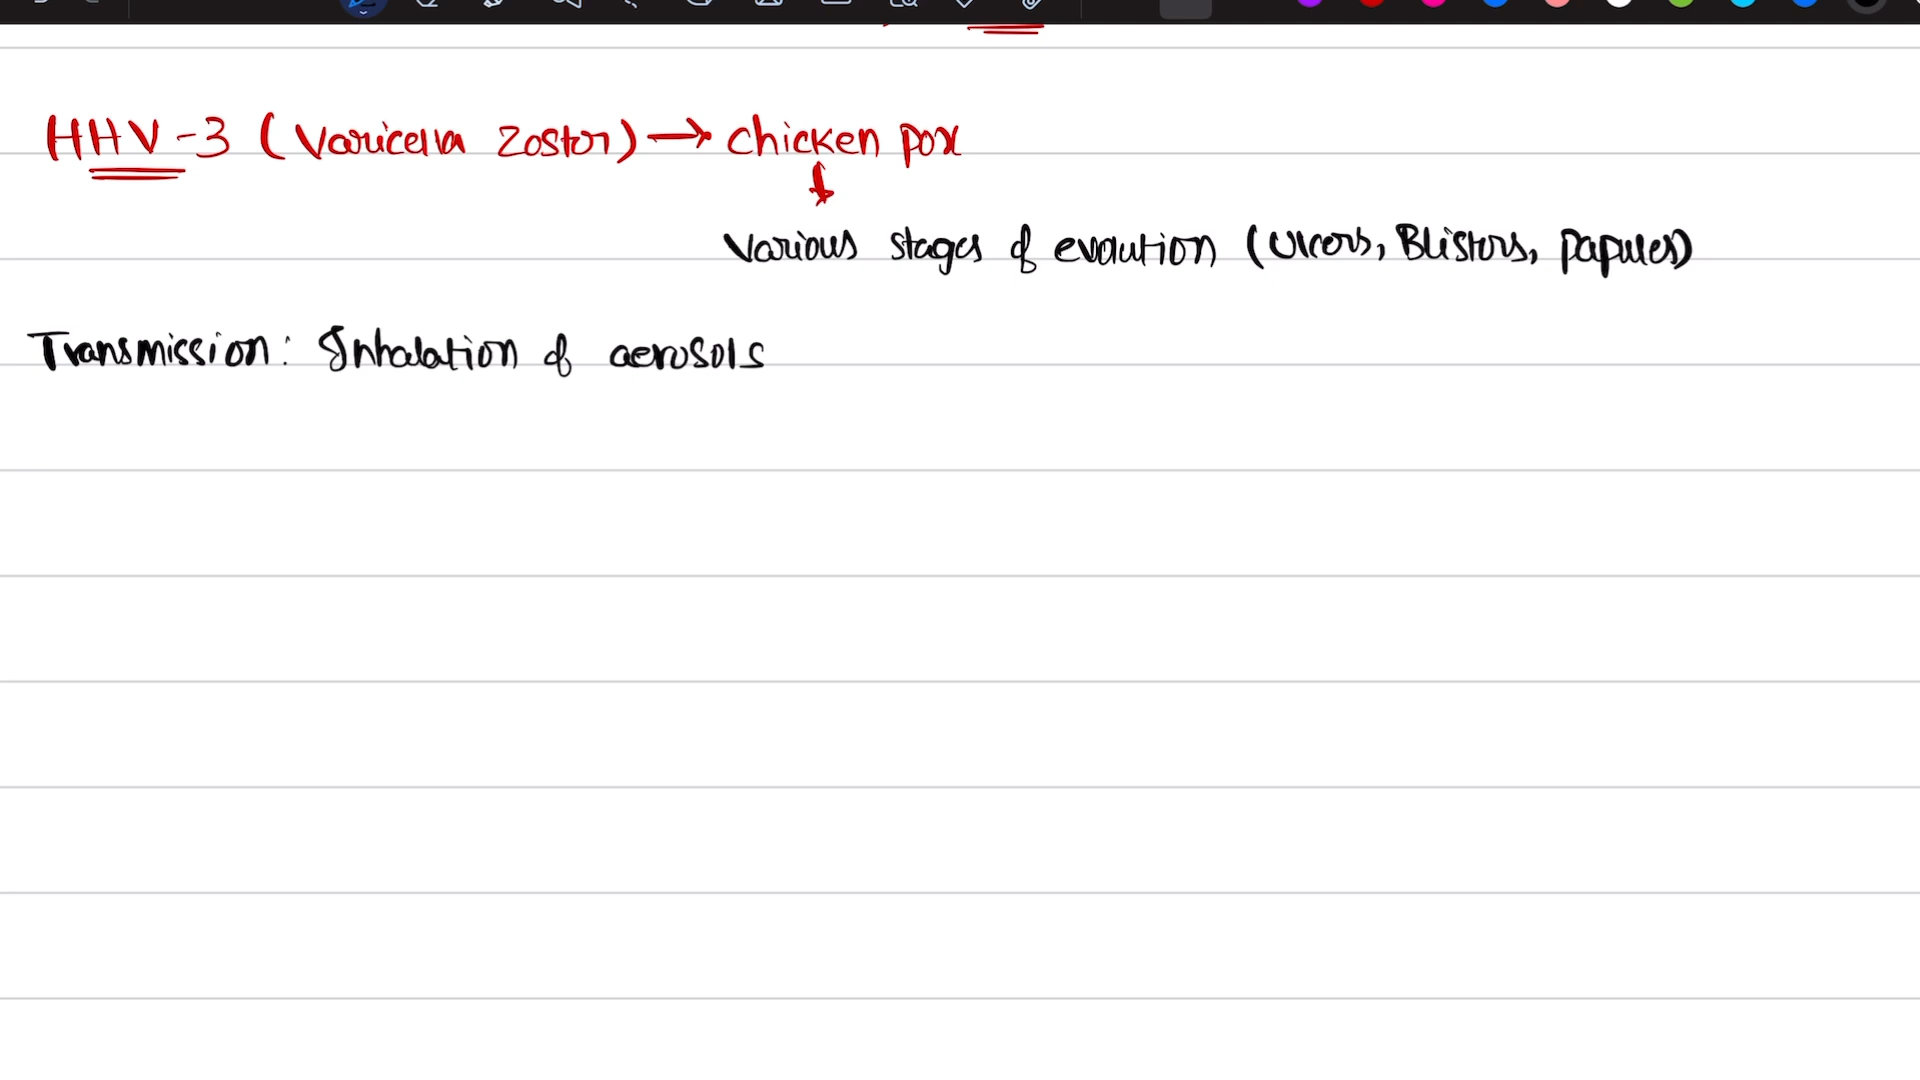 HHV-3 (Varicella Zoster) → chicken pox
Various stages of evolution (Ulcers, Blisters, papules)
Transmission: Inhalation of aerosols